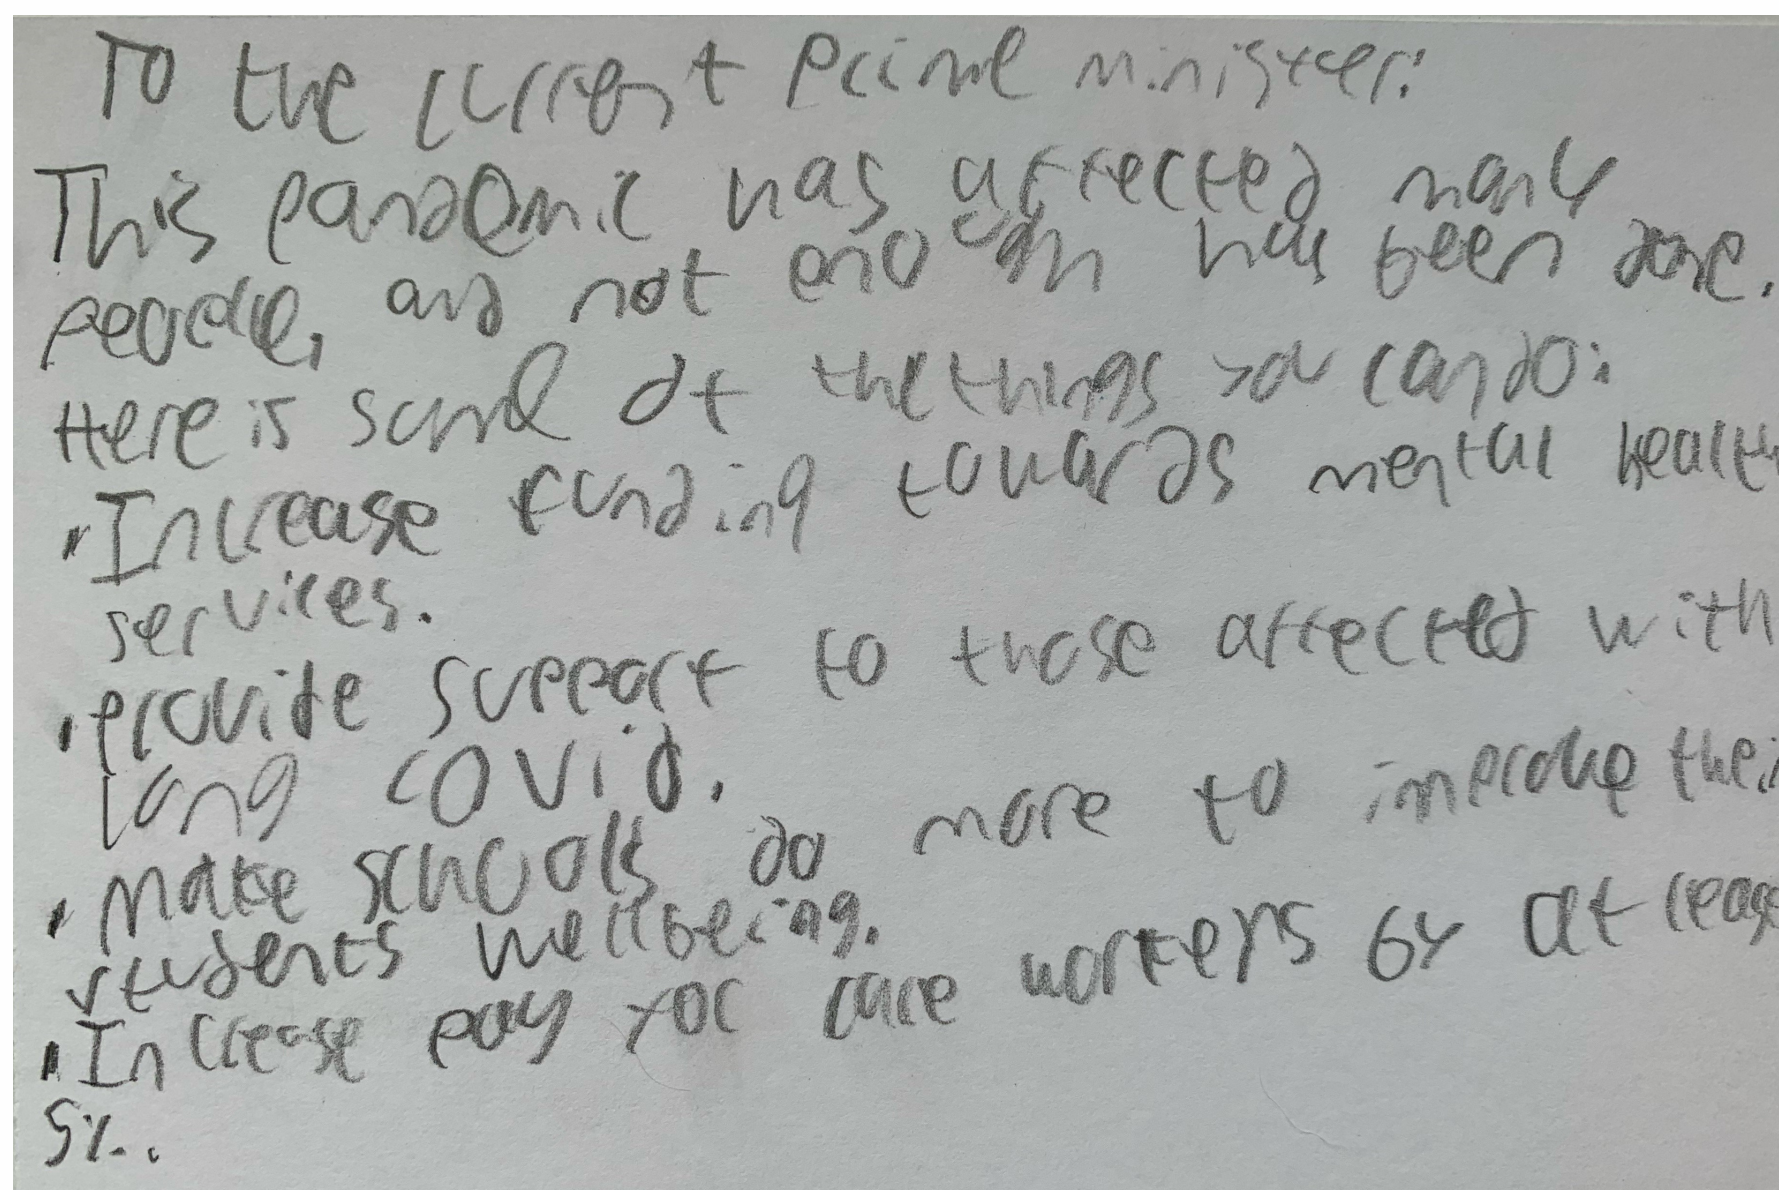 To the current Prime minister:
This pandemic has affected many
people, and not enough has been done.
Here is some of the things you can do:
• Increase funding towards mental health
services.
• provide support to those affected with
long covid.
• Make schools do more to improve their
students wellbeing.
• Increase pay for care workers by at least
5%.